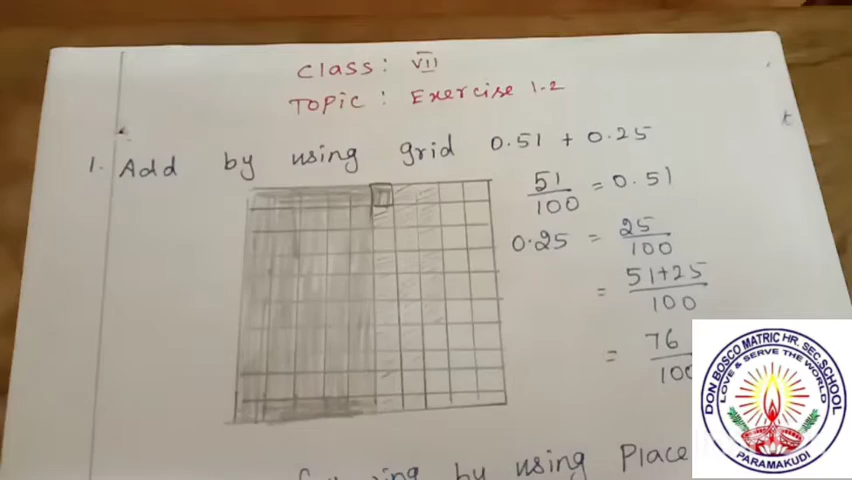 Class: VII
Topic: Exercise 1.2
1. Add by using grid 0.51 + 0.25
51/100 = 0.51
0.25 = 25/100
= 51+25/100
= 76/100
by using Place
DON BOSCO MATRIC HR. SEC SCHOOL
LOVE & SERVE THE WORLD
PARAMAKUDI